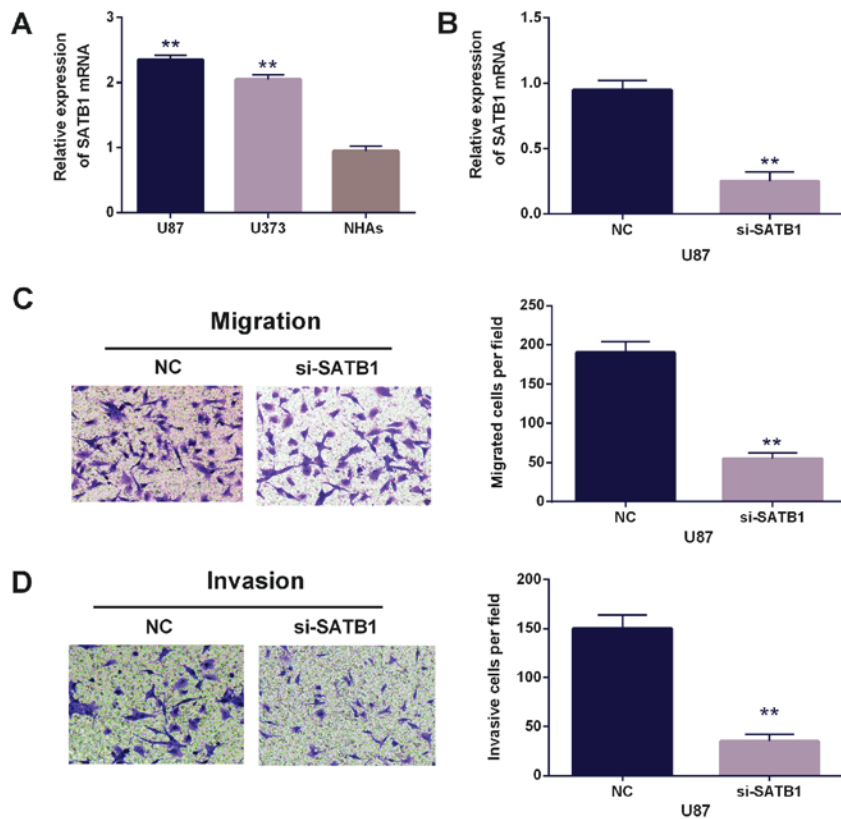 A
Relative expression
of SATB1 mRNA
3
2
1
0
**
**
U87
U373
NHAs
B
Relative expression
of SATB1 mRNA
1.5
1.0
0.5
0.0
**
NC
si-SATB1
U87
C
Migration
NC
si-SATB1
Migrated cells per field
250
200
150
100
50
0
**
NC
si-SATB1
U87
D
Invasion
NC
si-SATB1
Invasive cells per field
200
150
100
50
0
**
NC
si-SATB1
U87